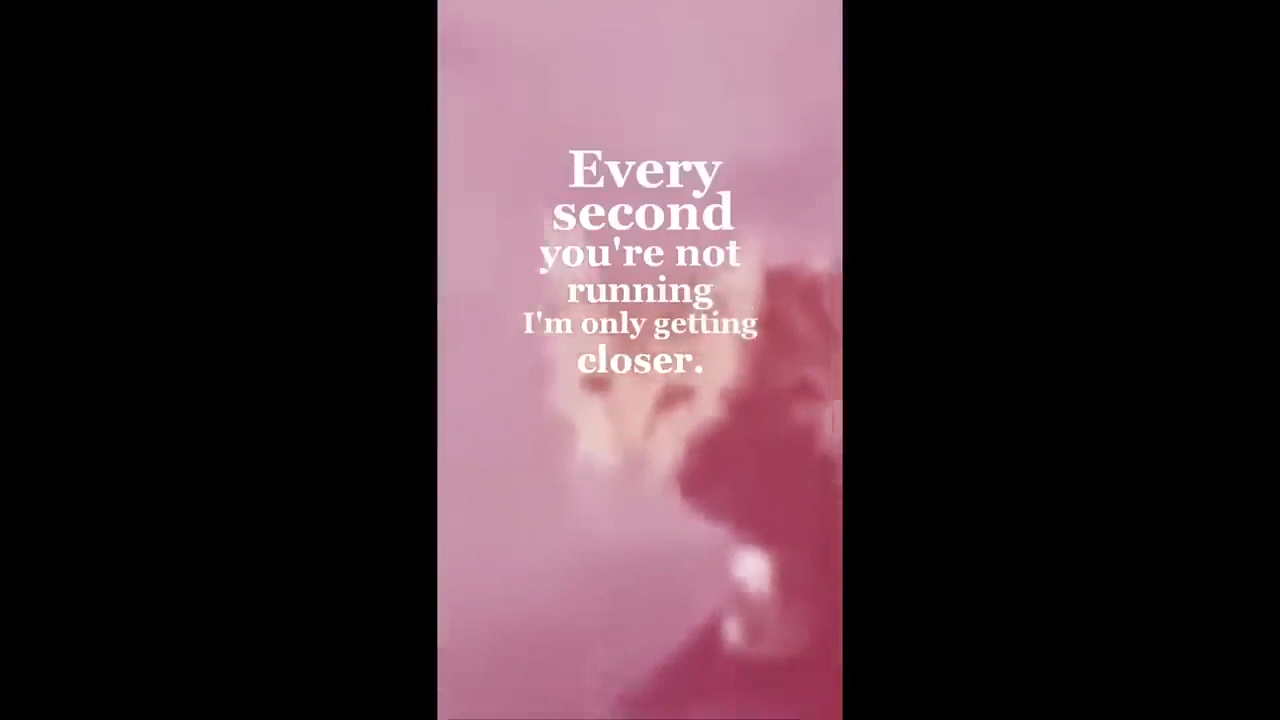 Every
second
you're not
running
I'm only getting
closer.